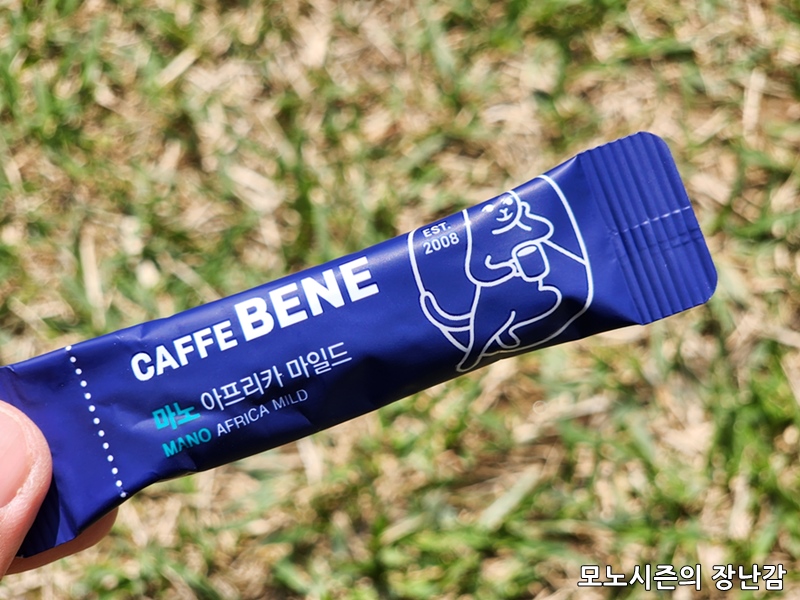 EST.
2008
CAFFE BENE
마노 아프리카 마일드
MANO AFRICA MILD
모노시즌의 장난감